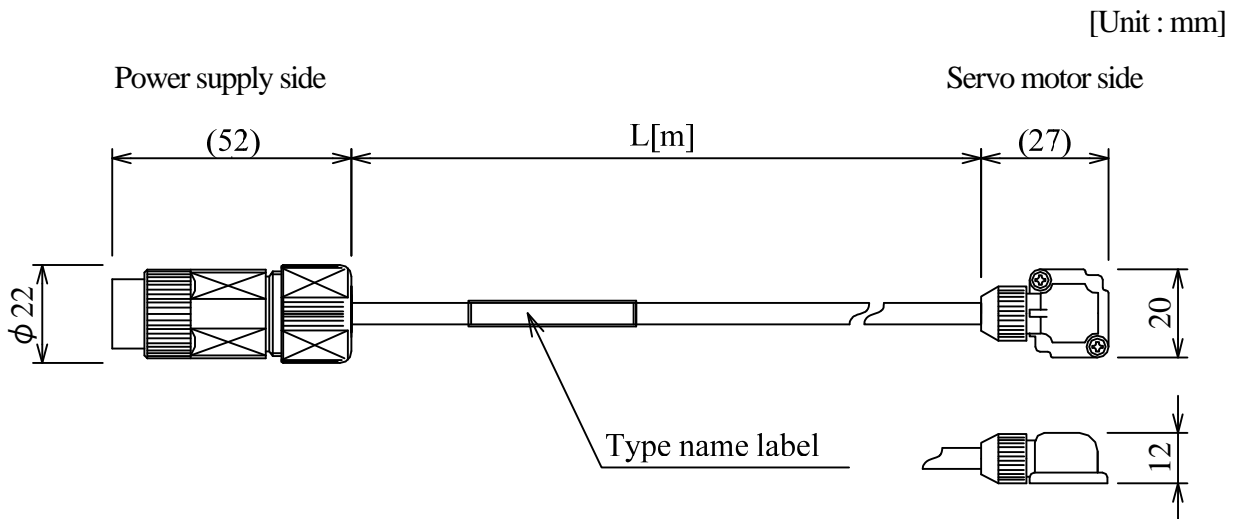 [Unit : mm]
Power supply side
Servo motor side
(52)
L[m]
(27)
ϕ22
20
Type name label
12